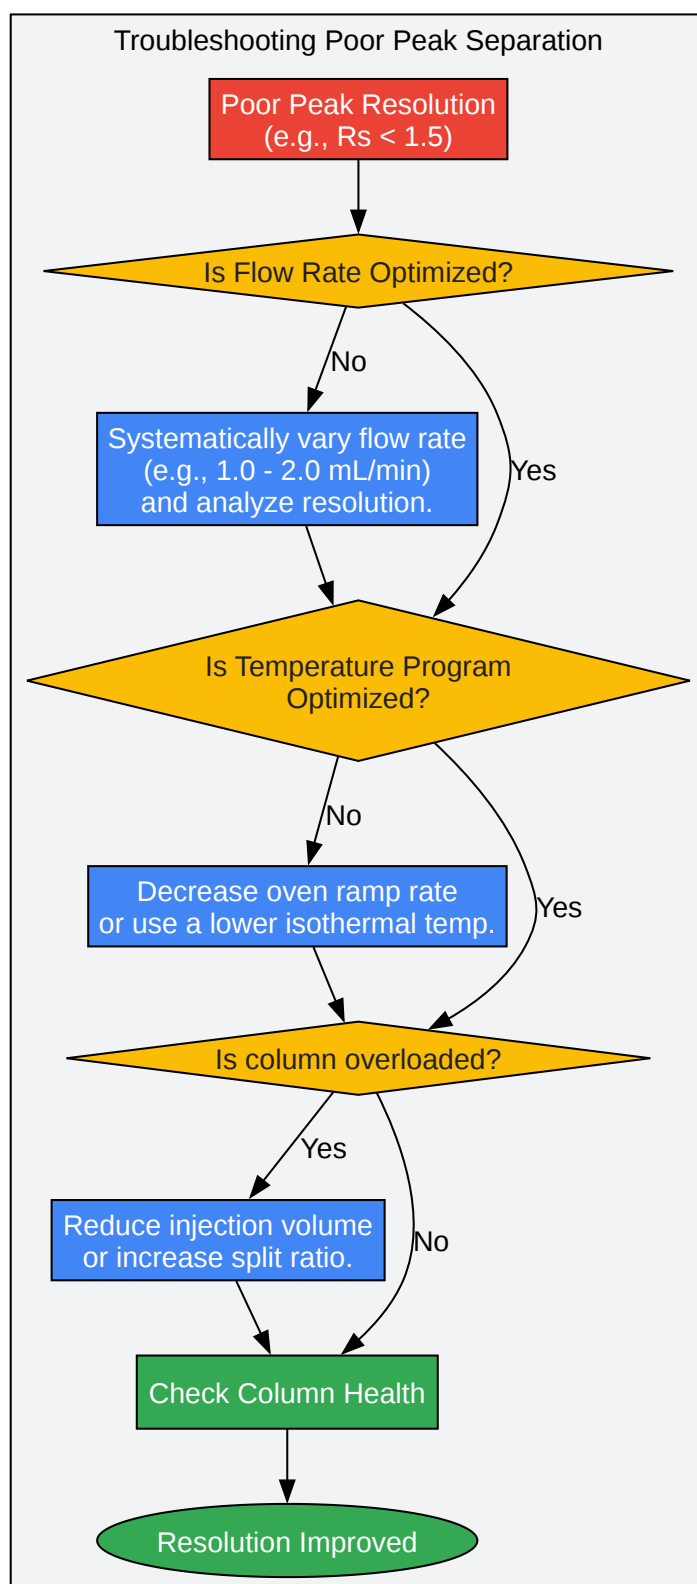 Troubleshooting Poor Peak Separation
Poor Peak Resolution
(e.g., Rs < 1.5)
Is Flow Rate Optimized?
No
Systematically vary flow rate
(e.g., 1.0 - 2.0 mL/min)
and analyze resolution.
Yes
Is Temperature Program
Optimized?
No
Decrease oven ramp rate
or use a lower isothermal temp.
Yes
Is column overloaded?
Yes
Reduce injection volume
or increase split ratio.
No
Check Column Health
Resolution Improved